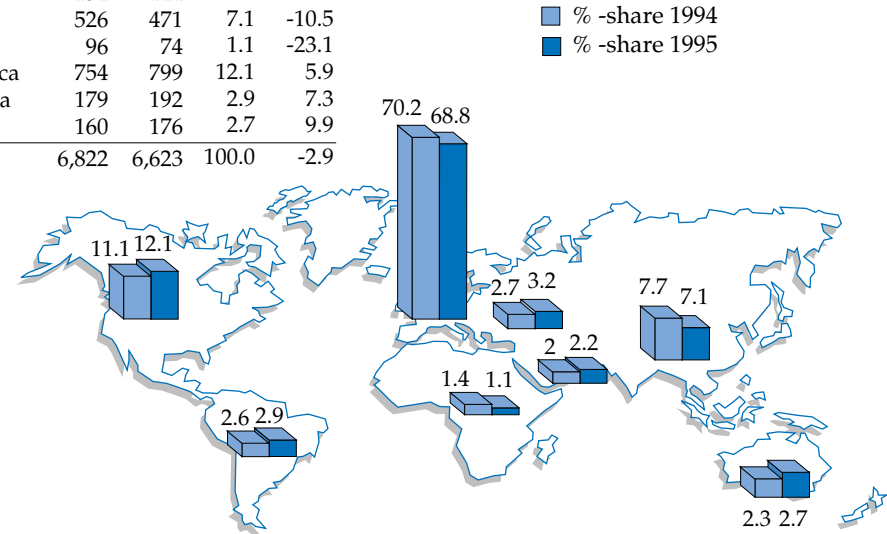 526 471 7.1 -10.5
96 74 1.1 -23.1
ca 754 799 12.1 5.9
a 179 192 2.9 7.3
160 176 2.7 9.9
6,822 6,623 100.0 -2.9
% -share 1994
% -share 1995
70.2 68.8
11.1 12.1
2.7 3.2
7.7 7.1
2 2.2
1.4 1.1
2.6 2.9
2.3 2.7